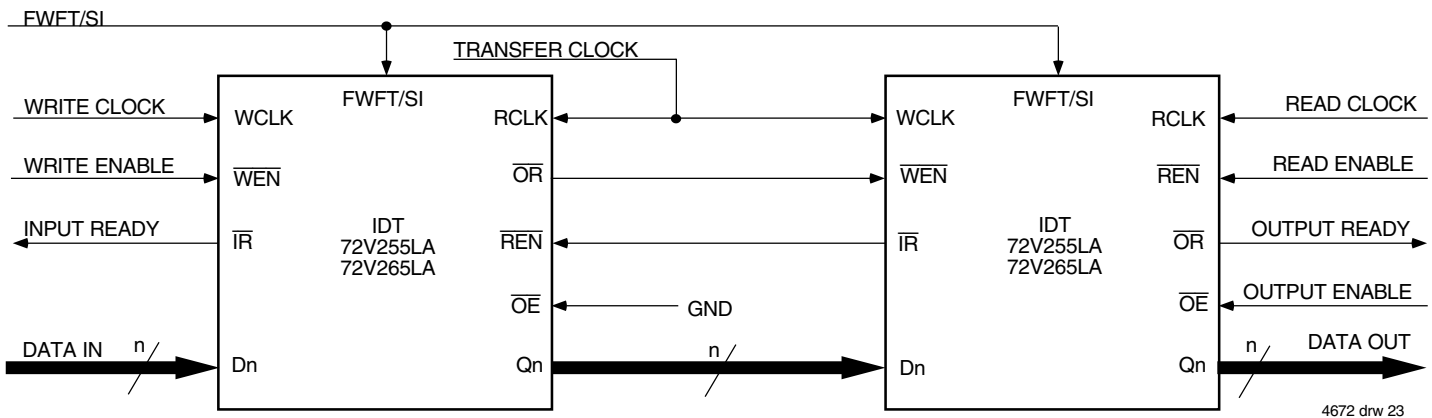 FWFT/SI
TRANSFER CLOCK
FWFT/SI
FWFT/SI
WRITE CLOCK
WCLK
RCLK
WCLK
RCLK
READ CLOCK
WRITE ENABLE
WEN
OR
WEN
REN
READ ENABLE
INPUT READY
IR
REN
IR
OR
OUTPUT READY
IDT
72V255LA
72V265LA
IDT
72V255LA
72V265LA
OE
GND
OE
OUTPUT ENABLE
DATA IN
n
Dn
Qn
n
Dn
Qn
n
DATA OUT
4672 drw 23